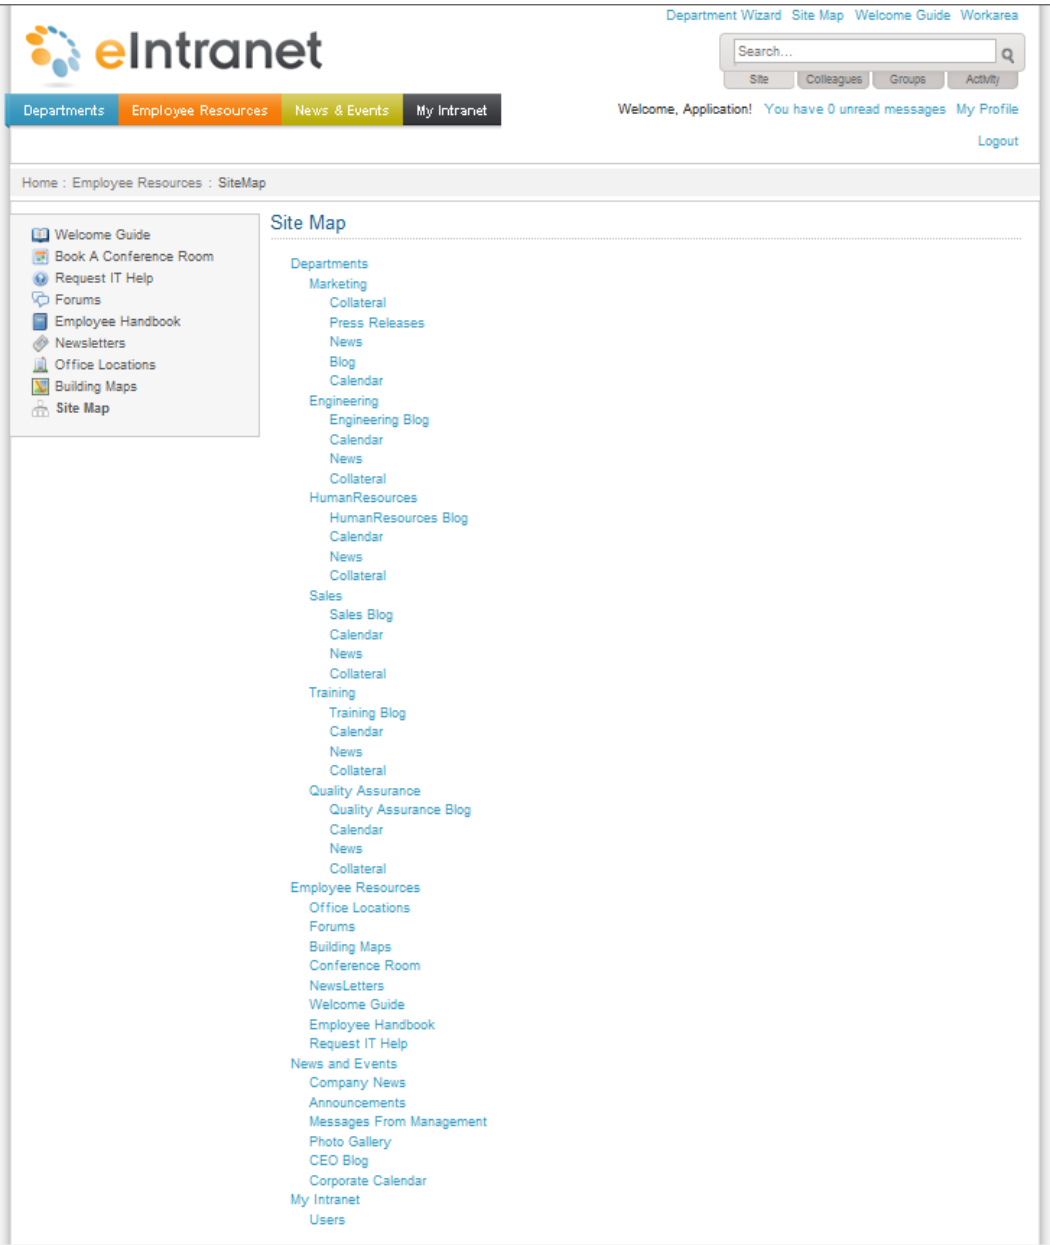 Department Wizard Site Map Welcome Guide Workarea
eIntranet
Search...
Site Colleagues Groups Activity
Departments Employee Resources News & Events My Intranet
Welcome, Application! You have 0 unread messages My Profile
Logout
Home : Employee Resources : SiteMap
Welcome Guide
Book A Conference Room
Request IT Help
Forums
Employee Handbook
Newsletters
Office Locations
Building Maps
Site Map
Site Map
Departments
Marketing
Collateral
Press Releases
News
Blog
Calendar
Engineering
Engineering Blog
Calendar
News
Collateral
HumanResources
HumanResources Blog
Calendar
News
Collateral
Sales
Sales Blog
Calendar
News
Collateral
Training
Training Blog
Calendar
News
Collateral
Quality Assurance
Quality Assurance Blog
Calendar
News
Collateral
Employee Resources
Office Locations
Forums
Building Maps
Conference Room
NewsLetters
Welcome Guide
Employee Handbook
Request IT Help
News and Events
Company News
Announcements
Messages From Management
Photo Gallery
CEO Blog
Corporate Calendar
My Intranet
Users